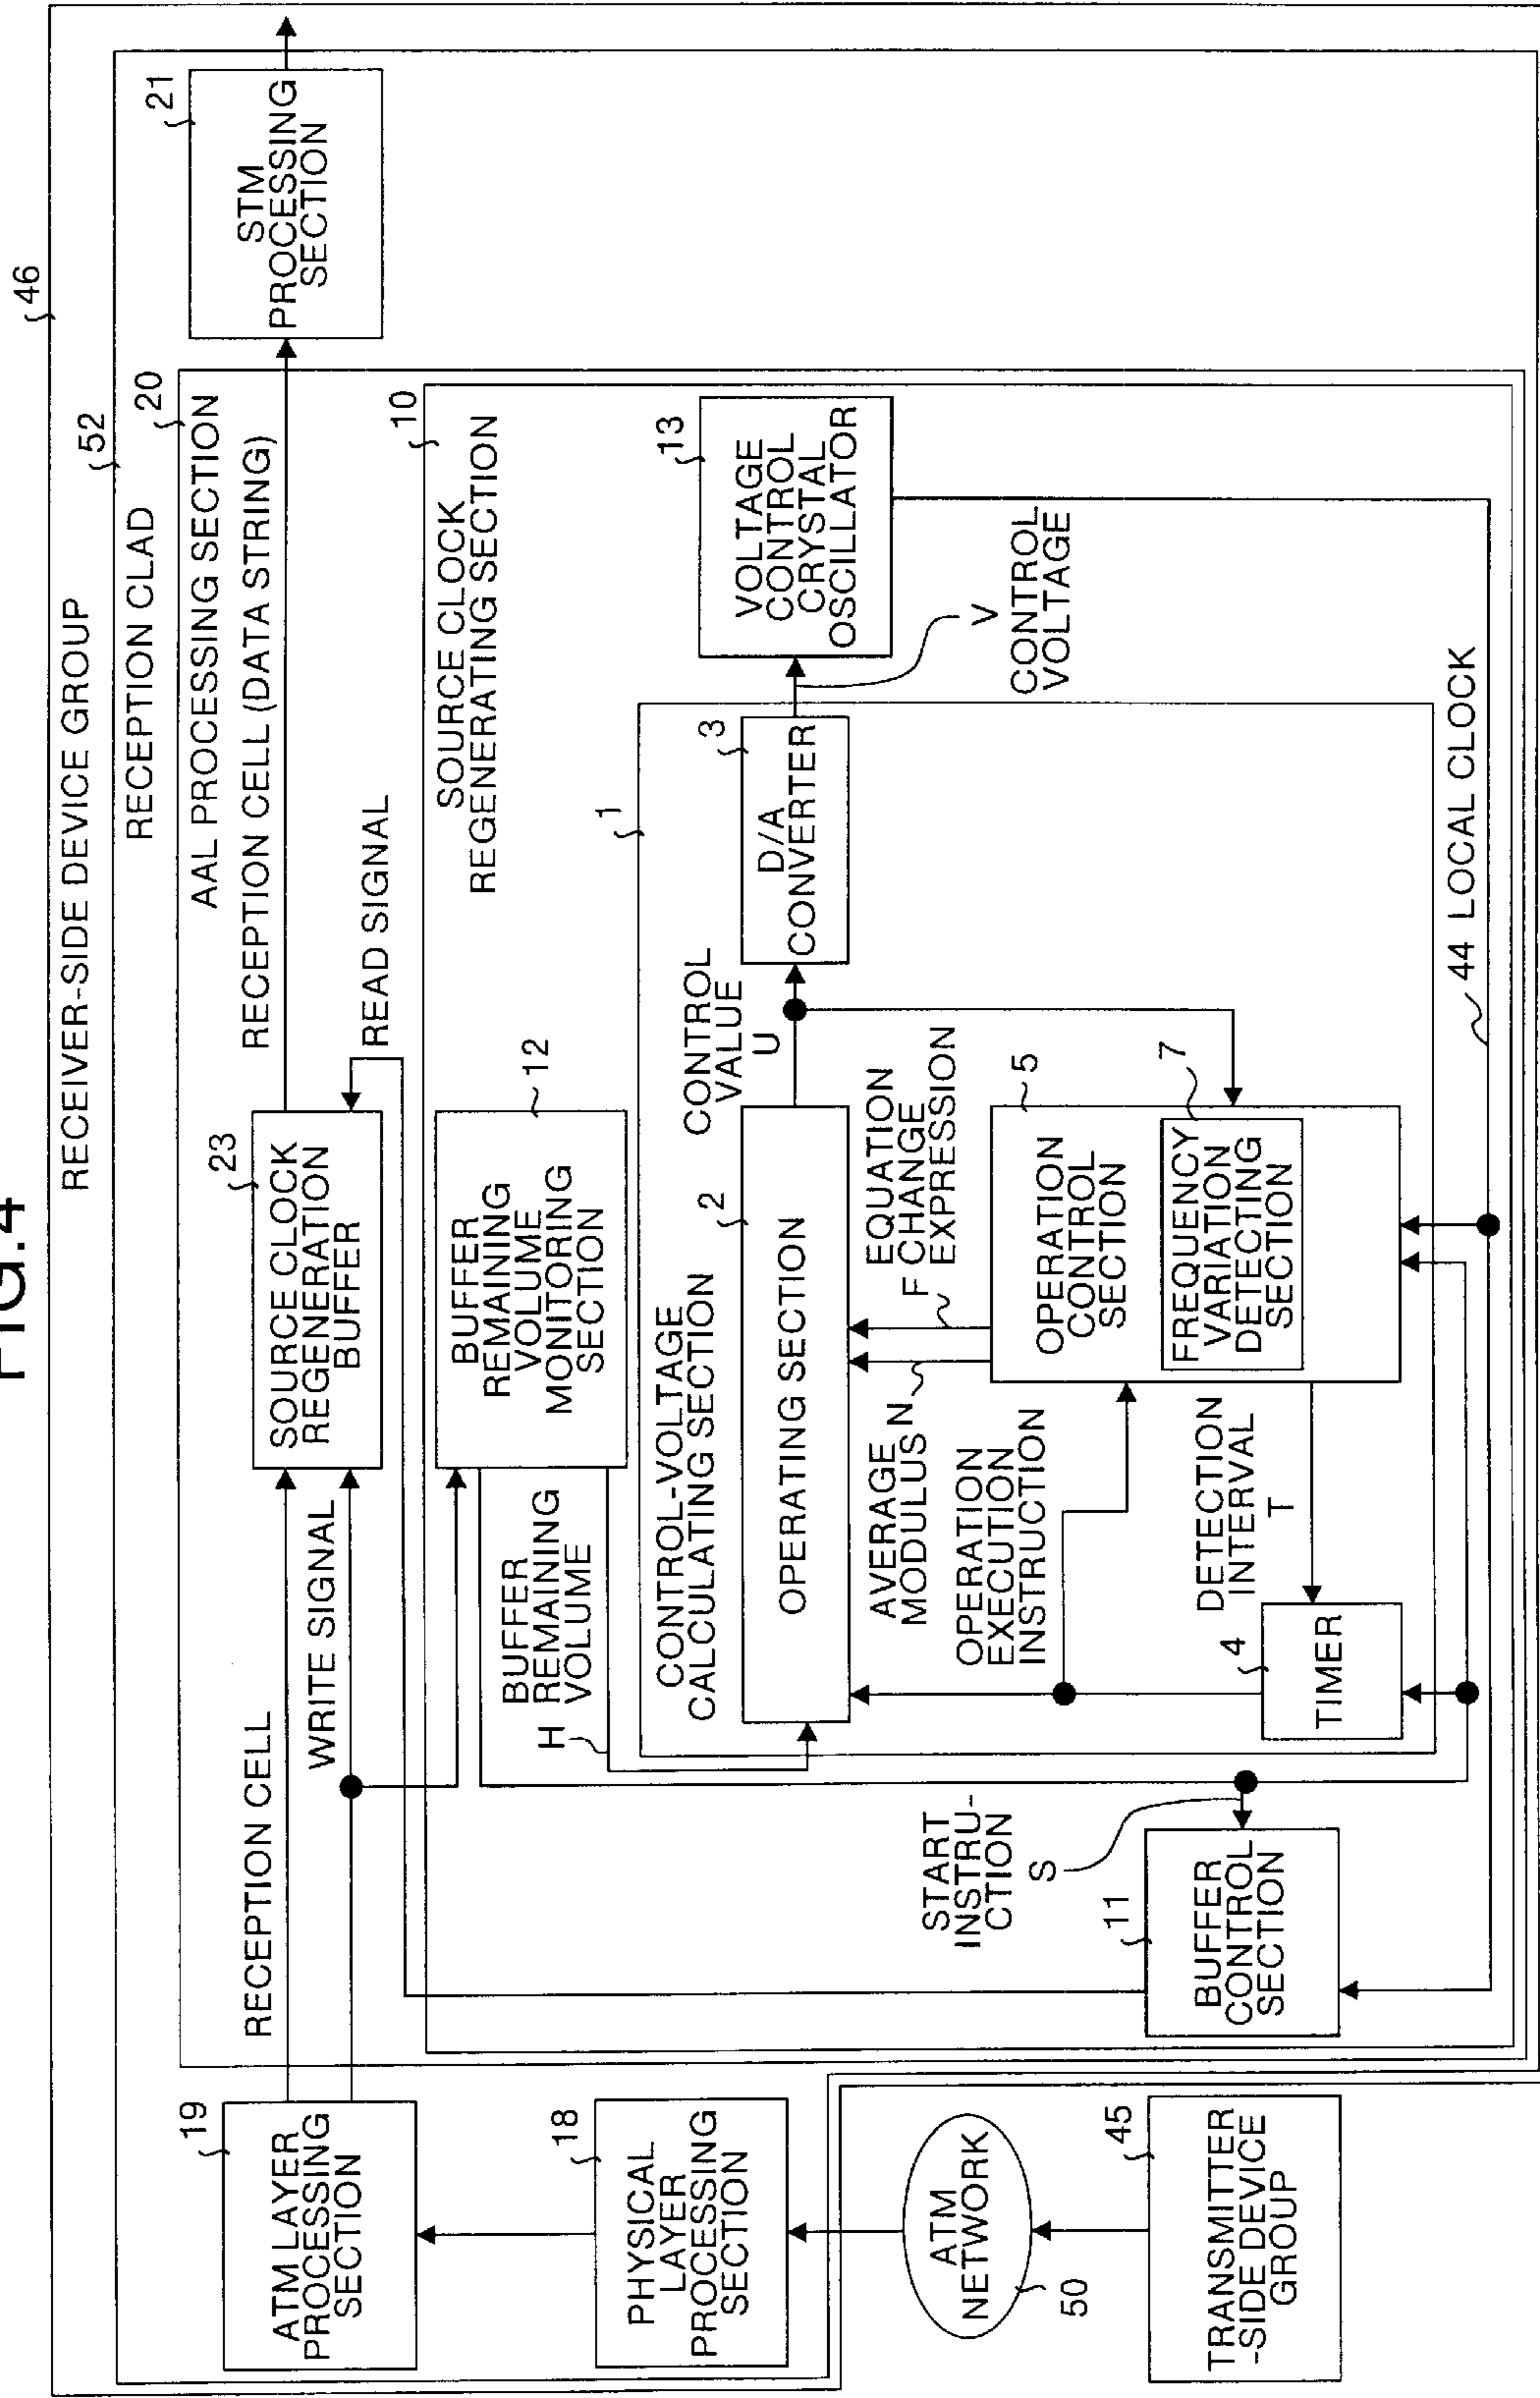 FIG.4
RECEIVER-SIDE DEVICE GROUP
46
RECEPTION CLAD
52
AAL PROCESSING SECTION
20
RECEPTION CELL
RECEPTION CELL (DATA STRING)
WRITE SIGNAL
READ SIGNAL
19
ATM LAYER
PROCESSING
SECTION
23
SOURCE CLOCK
REGENERATION
BUFFER
21
STM
PROCESSING
SECTION
18
PHYSICAL
LAYER
PROCESSING
SECTION
ATM
NETWORK
50
45
TRANSMITTER
-SIDE DEVICE
GROUP
SOURCE CLOCK
REGENERATING SECTION
10
BUFFER
REMAINING
VOLUME
MONITORING
SECTION
12
BUFFER
REMAINING
VOLUME
H
CONTROL-VOLTAGE
CALCULATING SECTION
1
2
OPERATING SECTION
CONTROL
VALUE
U
3
D/A
CONVERTER
13
VOLTAGE
CONTROL
CRYSTAL
OSCILLATOR
V
CONTROL
VOLTAGE
AVERAGE
MODULUS N
F
EQUATION
CHANGE
EXPRESSION
OPERATION
EXECUTION
INSTRUCTION
5
OPERATION
CONTROL
SECTION
7
FREQUENCY
VARIATION
DETECTING
SECTION
DETECTION
INTERVAL
T
4
TIMER
START
INSTRU-
CTION
S
11
BUFFER
CONTROL
SECTION
44 LOCAL CLOCK